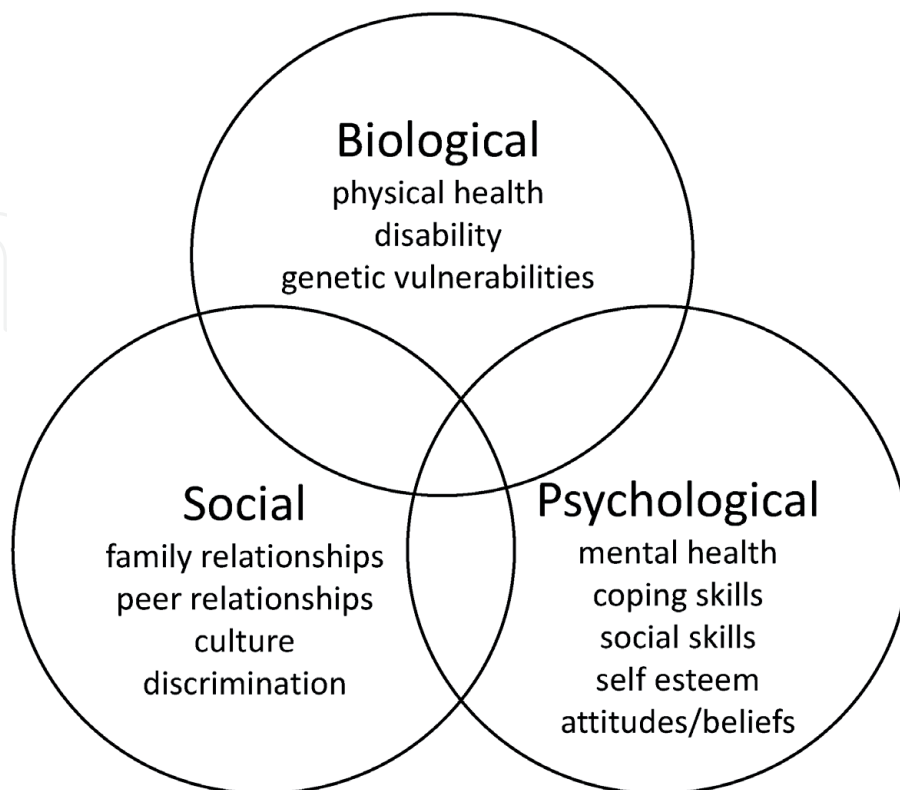 Biological
physical health
disability
genetic vulnerabilities
Social
family relationships
peer relationships
culture
discrimination
Psychological
mental health
coping skills
social skills
self esteem
attitudes/beliefs